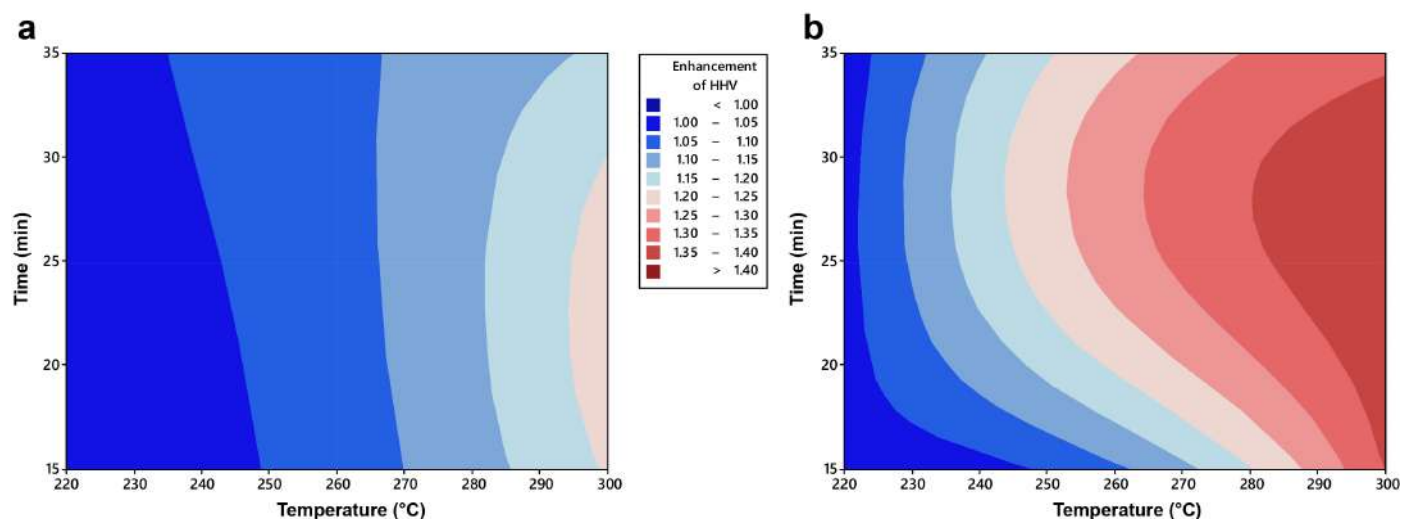 a
35
30
25
20
15
Time (min)
220 230 240 250 260 270 280 290 300
Temperature (°C)
Enhancement
of HHV
< 1.00
1.00 – 1.05
1.05 – 1.10
1.10 – 1.15
1.15 – 1.20
1.20 – 1.25
1.25 – 1.30
1.30 – 1.35
1.35 – 1.40
> 1.40
b
35
30
25
20
15
Time (min)
220 230 240 250 260 270 280 290 300
Temperature (°C)